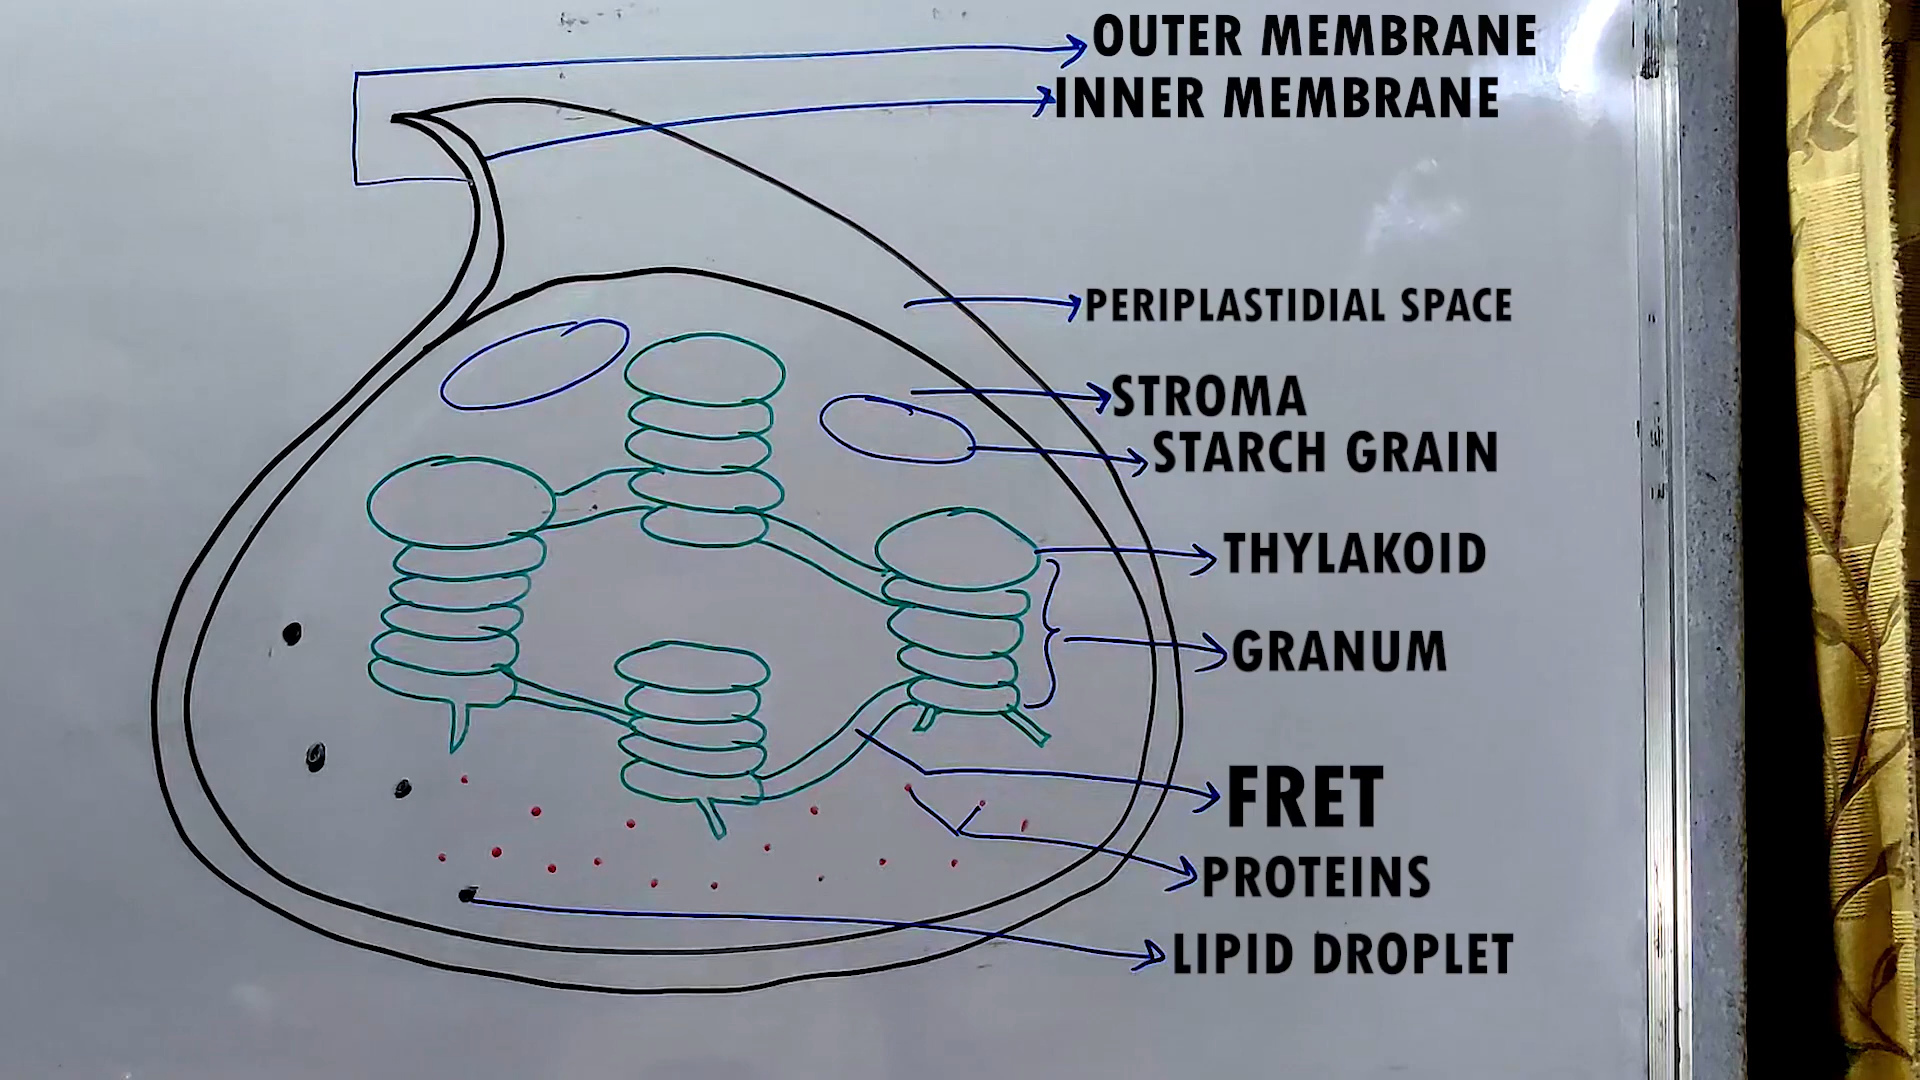 OUTER MEMBRANE
INNER MEMBRANE
PERIPLASTIDIAL SPACE
STROMA
STARCH GRAIN
THYLAKOID
GRANUM
FRET
PROTEINS
LIPID DROPLET